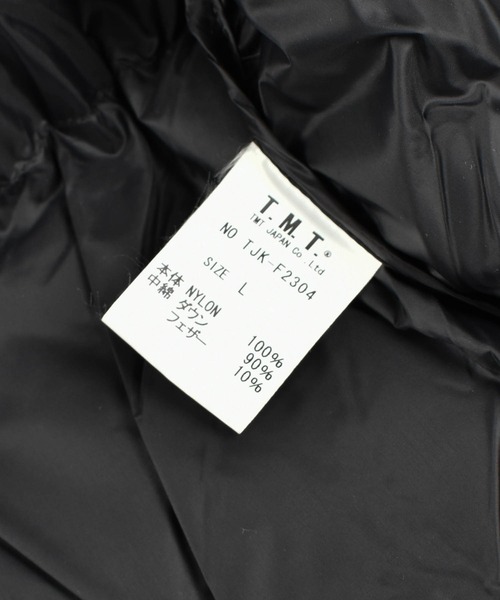 T.M.T.®
TMT JAPAN Co.,Ltd
NO TJK-F2304
SIZE L
本体 NYLON 100%
中綿 ダウン 90%
フェザー 10%